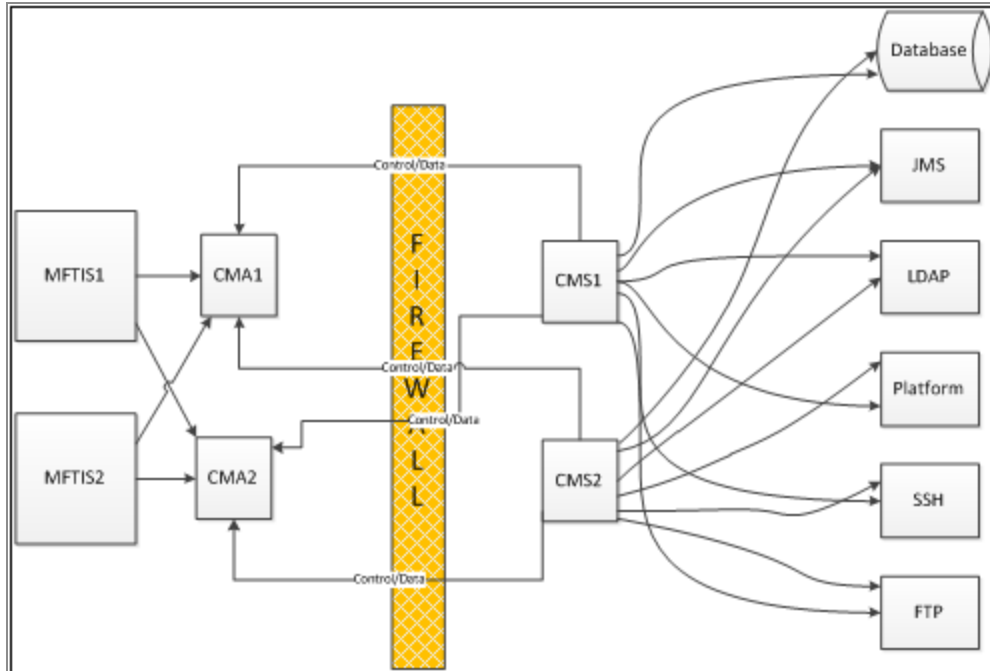 Database
JMS
LDAP
Platform
SSH
FTP
MFTIS1
MFTIS2
CMA1
CMA2
Control/Data
Control/Data
Control/Data
Control/Data
FIREWALL
CMS1
CMS2